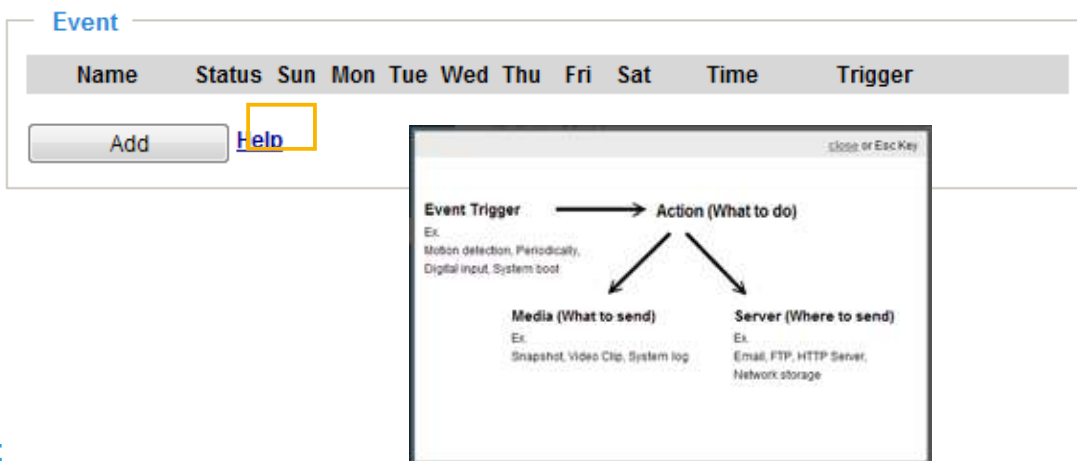 Event
Name Status Sun Mon Tue Wed Thu Fri Sat Time Trigger
Add Help
close or Esc Key
Event Trigger Action (What to do)
Ex.
Motion detection, Periodically,
Digital input, System boot
Media (What to send) Server (Where to send)
Ex. Ex.
Snapshot, Video Clip, System log Email, FTP, HTTP Server,
Network storage